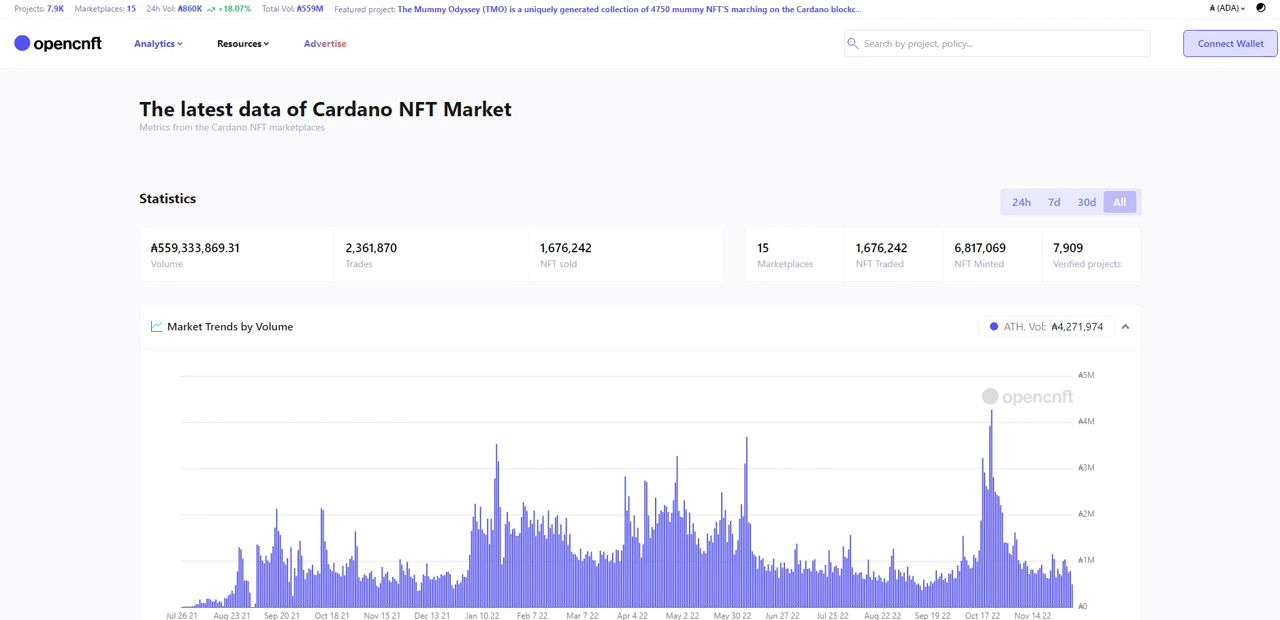 Projects: 7.9K Marketplaces: 15 24h Vol: ₳860K +18.07% Total Vol: ₳559M Featured project: The Mummy Odyssey (TMO) is a uniquely generated collection of 4750 mummy NFT'S marching on the Cardano blockc... ₳ (ADA)
opencnft Analytics Resources Advertise Search by project, policy... Connect Wallet
The latest data of Cardano NFT Market
Metrics from the Cardano NFT marketplaces
Statistics 24h 7d 30d All
₳559,333,869.31 2,361,870 1,676,242 15 1,676,242 6,817,069 7,909
Volume Trades NFT sold Marketplaces NFT Traded NFT Minted Verified projects
Market Trends by Volume ATH. Vol: ₳4,271,974
₳5M
opencnft
₳4M
₳3M
₳2M
₳1M
₳0
Jul 26 21 Aug 23 21 Sep 20 21 Oct 18 21 Nov 15 21 Dec 13 21 Jan 10 22 Feb 7 22 Mar 7 22 Apr 4 22 May 2 22 May 30 22 Jun 27 22 Jul 25 22 Aug 22 22 Sep 19 22 Oct 17 22 Nov 14 22